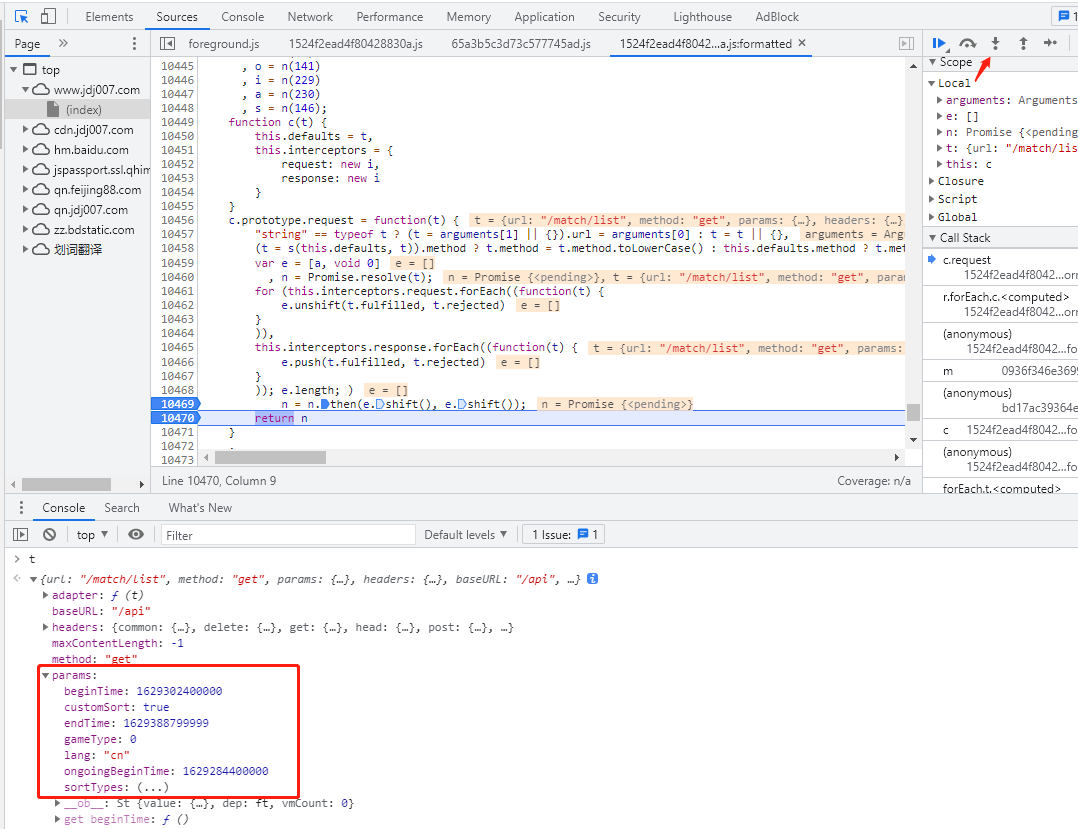 Elements Sources Console Network Performance Memory Application Security Lighthouse AdBlock 1
Page » foreground.js 1524f2ead4f80428830a.js 65a3b5c3d73c577745ad.js 1524f2ead4f8042...a.js:formatted ×
top
www.jdj007.com
(index)
cdn.jdj007.com
hm.baidu.com
jspassport.ssl.qhim
qn.feijing88.com
qn.jdj007.com
zz.bdstatic.com
划词翻译
10445 , o = n(141)
10446 , i = n(229)
10447 , a = n(230)
10448 , s = n(146);
10449 function c(t) {
10450 this.defaults = t,
10451 this.interceptors = {
10452 request: new i,
10453 response: new i
10454 }
10455 }
10456 c.prototype.request = function(t) { t = {url: "/match/list", method: "get", params: {…}, headers: {…}
10457 "string" == typeof t ? (t = arguments[1] || {}).url = arguments[0] : t = t || {}, arguments = Argu
10458 (t = s(this.defaults, t)).method ? t.method = t.method.toLowerCase() : this.defaults.method ? t.met
10459 var e = [a, void 0] e = []
10460 , n = Promise.resolve(t); n = Promise {<pending>}, t = {url: "/match/list", method: "get", para
10461 for (this.interceptors.request.forEach((function(t) {
10462 e.unshift(t.fulfilled, t.rejected) e = []
10463 }
10464 )),
10465 this.interceptors.response.forEach((function(t) { t = {url: "/match/list", method: "get", params:
10466 e.push(t.fulfilled, t.rejected) e = []
10467 }
10468 )); e.length; ) e = []
10469 n = n.then(e.shift(), e.shift()); n = Promise {<pending>}
10470 return n
10471 }
10472
10473
Line 10470, Column 9 Coverage: n/a
Scope
Local
arguments: Arguments
e: []
n: Promise {<pending
t: {url: "/match/lis
this: c
Closure
Script
Global
Call Stack
c.request
1524f2ead4f8042...orr
r.forEach.c.<computed>
1524f2ead4f8042...orr
(anonymous)
1524f2ead4f8042...fo
m 0936f346e3699
(anonymous)
bd17ac39364e
c 1524f2ead4f8042...fo
(anonymous)
1524f2ead4f8042...fo
forEach.t.<computed>
Console Search What's New
top Filter Default levels 1 Issue: 1
> t
{url: "/match/list", method: "get", params: {…}, headers: {…}, baseURL: "/api", …}
adapter: ƒ (t)
baseURL: "/api"
headers: {common: {…}, delete: {…}, get: {…}, head: {…}, post: {…}, …}
maxContentLength: -1
method: "get"
params:
beginTime: 1629302400000
customSort: true
endTime: 1629388799999
gameType: 0
lang: "cn"
ongoingBeginTime: 1629284400000
sortTypes: (...)
__ob__: St {value: {…}, dep: ft, vmCount: 0}
get beginTime: ƒ ()